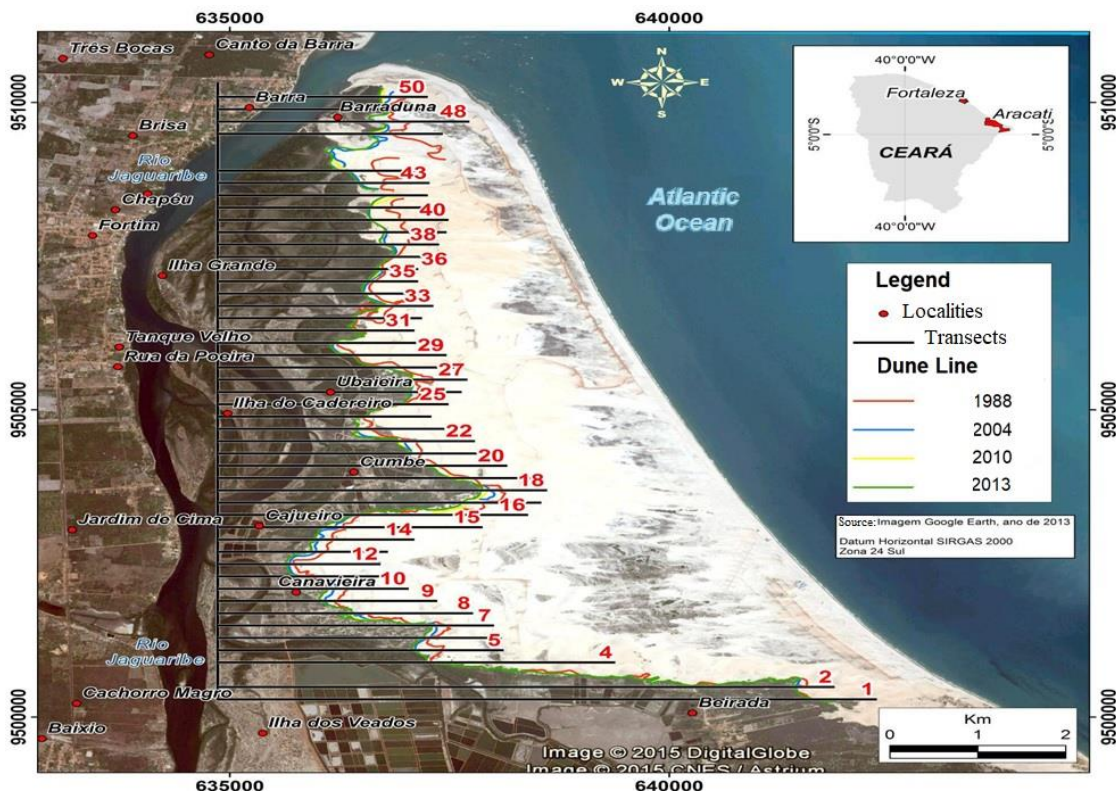 635000
640000
Três Bocas
Canto da Barra
N
W
E
S
40°0'0"W
Fortaleza
Aracati
5°0'0"S
5°0'0"S
CEARÁ
40°0'0"W
9510000
9510000
50
Barra
Barraduna
48
Brisa
Rio
Jaguaribe
43
Chapéu
40
Fortim
38
Atlantic
Ocean
36
Ilha Grande
35
33
31
Tanque Velho
29
Rua da Poeira
27
Ubaieira
25
Ilha do Cadereiro
22
20
Cumbe
18
16
15
Cajueiro
Jardim de Cima
14
12
10
Canavieira
9
8
7
5
4
Rio
Jaguaribe
2
1
Cachorro Magro
Beirada
Baixio
Ilha dos Veados
Legend
Localities
Transects
Dune Line
1988
2004
2010
2013
Source: Imagem Google Earth, ano de 2013
Datum Horizontal SIRGAS 2000
Zona 24 Sul
9505000
9505000
9500000
9500000
Km
0 1 2
Image © 2015 DigitalGlobe
Image © 2015 CNES / Astrium
635000
640000